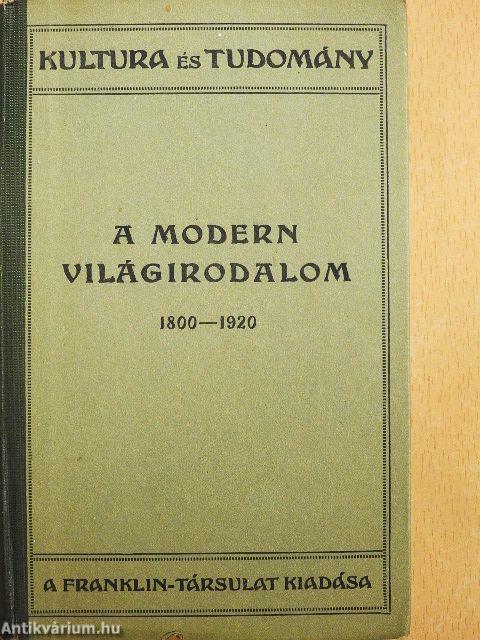 KULTURA ÉS TUDOMÁNY
A MODERN
VILÁGIRODALOM
1800—1920
A FRANKLIN-TÁRSULAT KIADÁSA
Antikvárium.hu